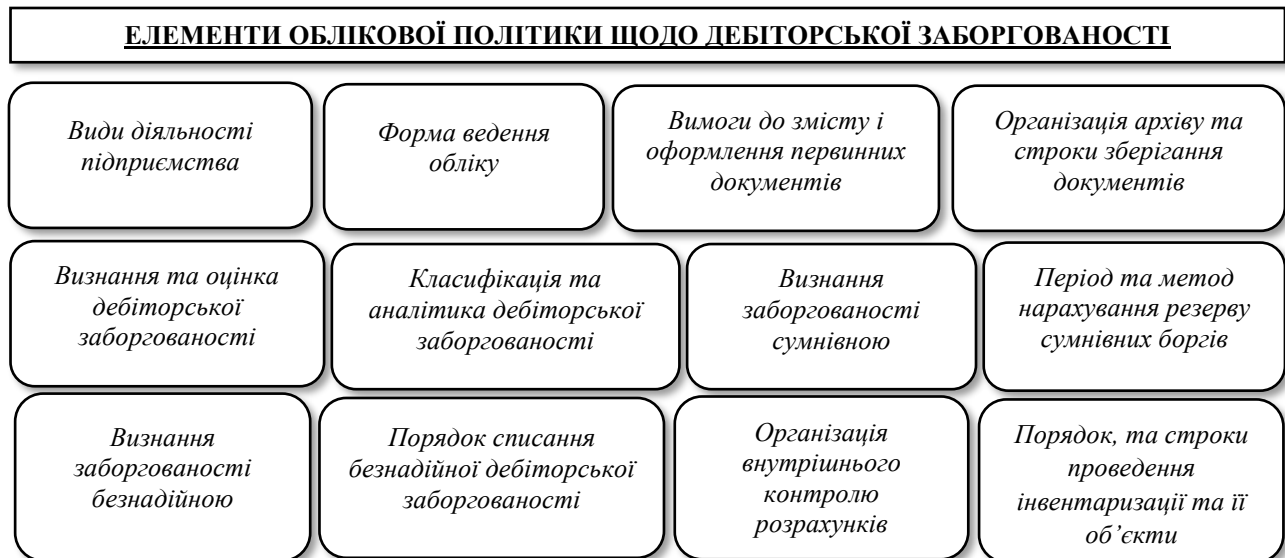 ЕЛЕМЕНТИ ОБЛІКОВОЇ ПОЛІТИКИ ЩОДО ДЕБІТОРСЬКОЇ ЗАБОРГОВАНОСТІ
Види діяльності
підприємства
Форма ведення
обліку
Вимоги до змісту і
оформлення первинних
документів
Організація архіву та
строки зберігання
документів
Визнання та оцінка
дебіторської
заборгованості
Класифікація та
аналітика дебіторської
заборгованості
Визнання
заборгованості
сумнівною
Період та метод
нарахування резерву
сумнівних боргів
Визнання
заборгованості
безнадійною
Порядок списання
безнадійної дебіторської
заборгованості
Організація
внутрішнього
контролю
розрахунків
Порядок, та строки
проведення
інвентаризації та її
об’єкти